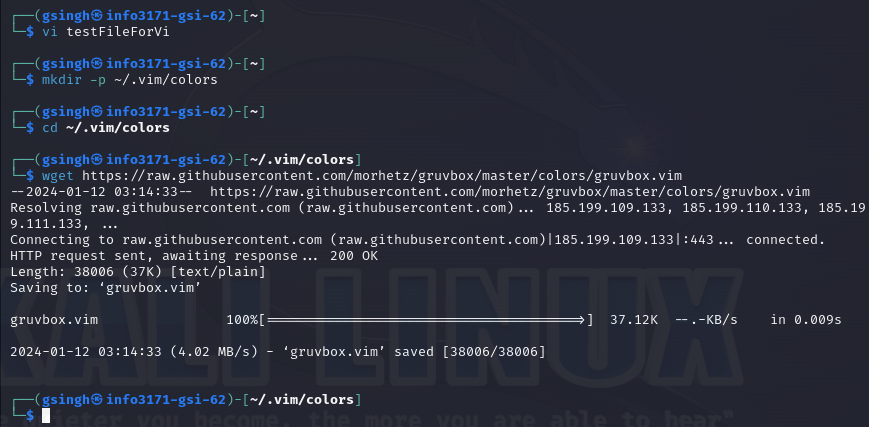 ┌──(gsingh㉿info3171-gsi-62)-[~]
└─$ vi testFileForVi
┌──(gsingh㉿info3171-gsi-62)-[~]
└─$ mkdir -p ~/.vim/colors
┌──(gsingh㉿info3171-gsi-62)-[~]
└─$ cd ~/.vim/colors
┌──(gsingh㉿info3171-gsi-62)-[~/.vim/colors]
└─$ wget https://raw.githubusercontent.com/morhetz/gruvbox/master/colors/gruvbox.vim
--2024-01-12 03:14:33--  https://raw.githubusercontent.com/morhetz/gruvbox/master/colors/gruvbox.vim
Resolving raw.githubusercontent.com (raw.githubusercontent.com)... 185.199.109.133, 185.199.110.133, 185.19
9.111.133, ...
Connecting to raw.githubusercontent.com (raw.githubusercontent.com)|185.199.109.133|:443... connected.
HTTP request sent, awaiting response... 200 OK
Length: 38006 (37K) [text/plain]
Saving to: ‘gruvbox.vim’
gruvbox.vim                100%[=======================================>]  37.12K  --.-KB/s    in 0.009s
2024-01-12 03:14:33 (4.02 MB/s) - ‘gruvbox.vim’ saved [38006/38006]
KALI LINUX
┌──(gsingh㉿info3171-gsi-62)-[~/.vim/colors]
└─$
quieter you become, the more you are able to hear"